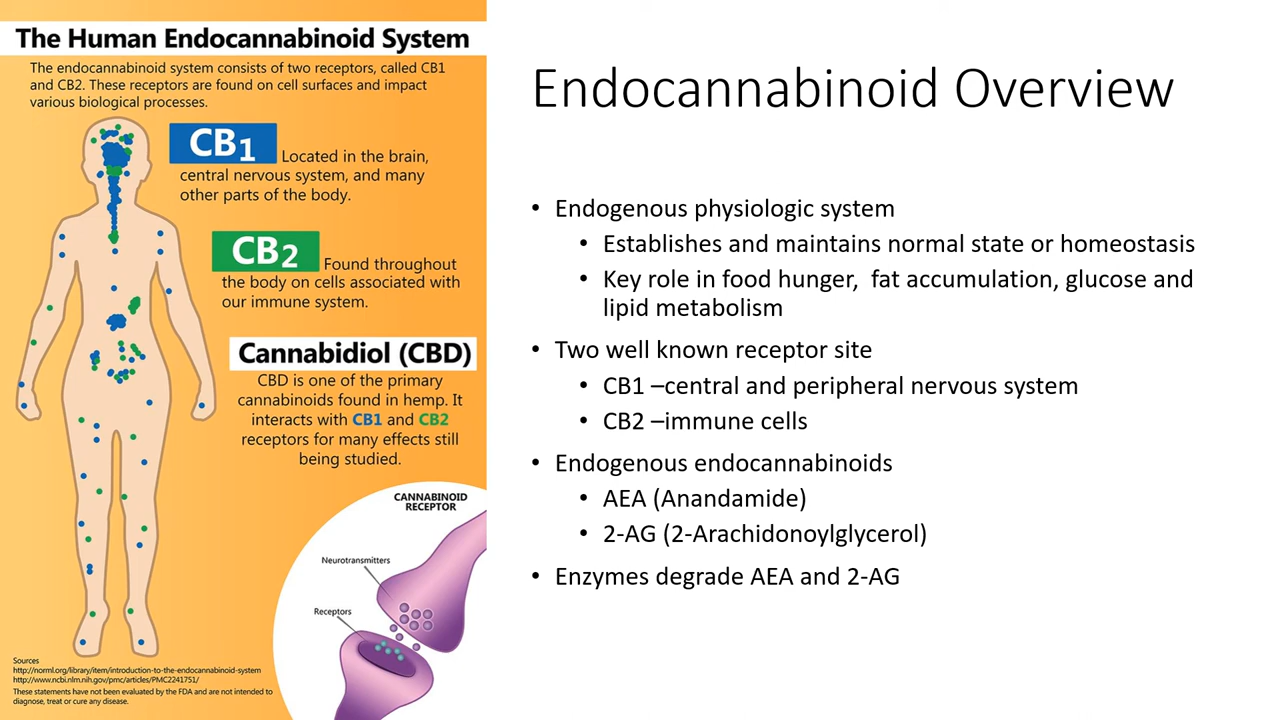 The Human Endocannabinoid System
The endocannabinoid system consists of two receptors, called CB1
and CB2. These receptors are found on cell surfaces and impact
various biological processes.
CB1 Located in the brain,
central nervous system, and many
other parts of the body.
CB2 Found throughout
the body on cells associated with
our immune system.
Cannabidiol (CBD)
CBD is one of the primary
cannabinoids found in hemp. It
interacts with CB1 and CB2
receptors for many effects still
being studied.
CANNABINOID
RECEPTOR
Neurotransmitters
Receptors
Sources
http://norml.org/library/item/introduction-to-the-endocannabinoid-system
http://www.ncbi.nlm.nih.gov/pmc/articles/PMC2241751/
These statements have not been evaluated by the FDA and are not intended to
diagnose, treat or cure any disease.
Endocannabinoid Overview
• Endogenous physiologic system
• Establishes and maintains normal state or homeostasis
• Key role in food hunger,  fat accumulation, glucose and
lipid metabolism
• Two well known receptor site
• CB1 –central and peripheral nervous system
• CB2 –immune cells
• Endogenous endocannabinoids
• AEA (Anandamide)
• 2-AG (2-Arachidonoylglycerol)
• Enzymes degrade AEA and 2-AG